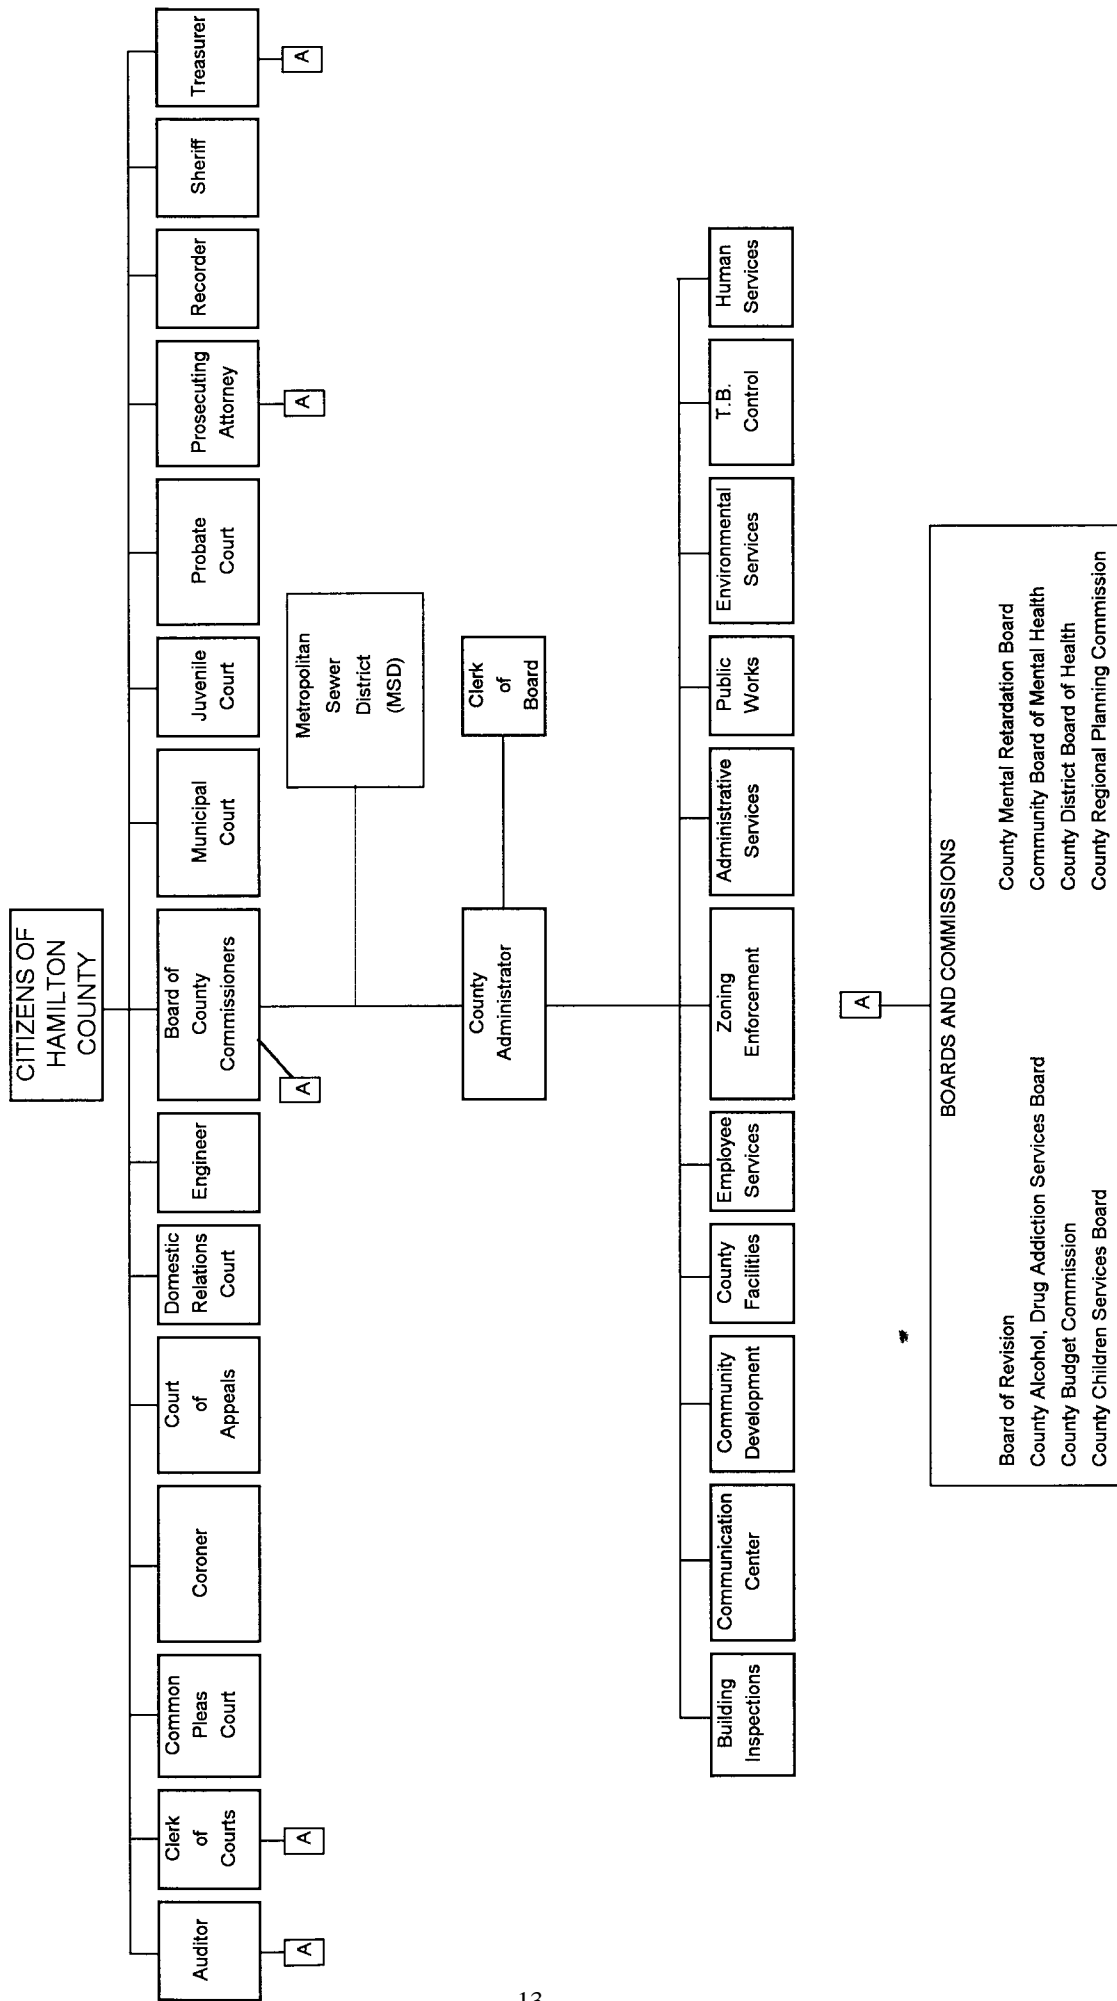 CITIZENS OF
HAMILTON
COUNTY
Auditor
A
Clerk
of
Courts
A
Common
Pleas
Court
Coroner
Court
of
Appeals
Domestic
Relations
Court
Engineer
Board of
County
Commissioners
A
Municipal
Court
Juvenile
Court
Probate
Court
Prosecuting
Attorney
A
Recorder
Sheriff
Treasurer
A
Metropolitan
Sewer
District
(MSD)
County
Administrator
Clerk
of
Board
Building
Inspections
Communication
Center
Community
Development
County
Facilities
Employee
Services
Zoning
Enforcement
Administrative
Services
Public
Works
Environmental
Services
T.B.
Control
Human
Services
A
BOARDS AND COMMISSIONS
Board of Revision
County Alcohol, Drug Addiction Services Board
County Budget Commission
County Children Services Board
County Mental Retardation Board
Community Board of Mental Health
County District Board of Health
County Regional Planning Commission
13